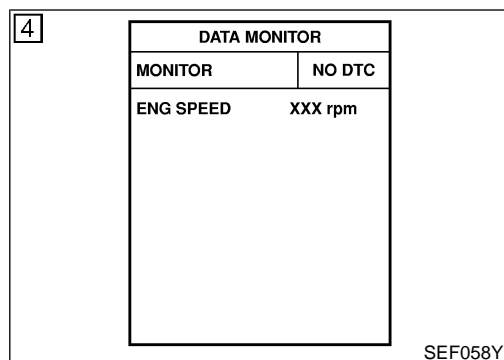 4
DATA MONITOR
MONITOR NO DTC
ENG SPEED XXX rpm
SEF058Y